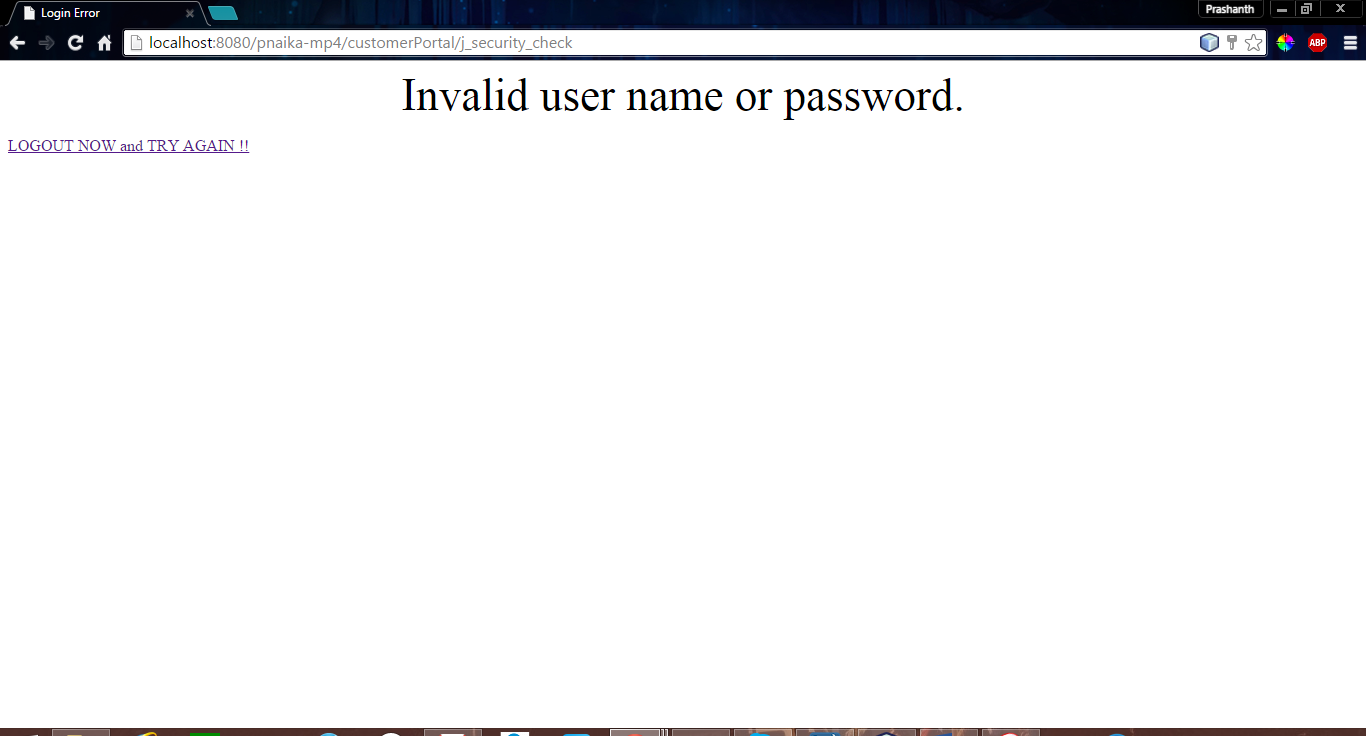 Login Error
Prashanth
localhost:8080/pnaika-mp4/customerPortal/j_security_check
ABP
Invalid user name or password.
LOGOUT NOW and TRY AGAIN !!